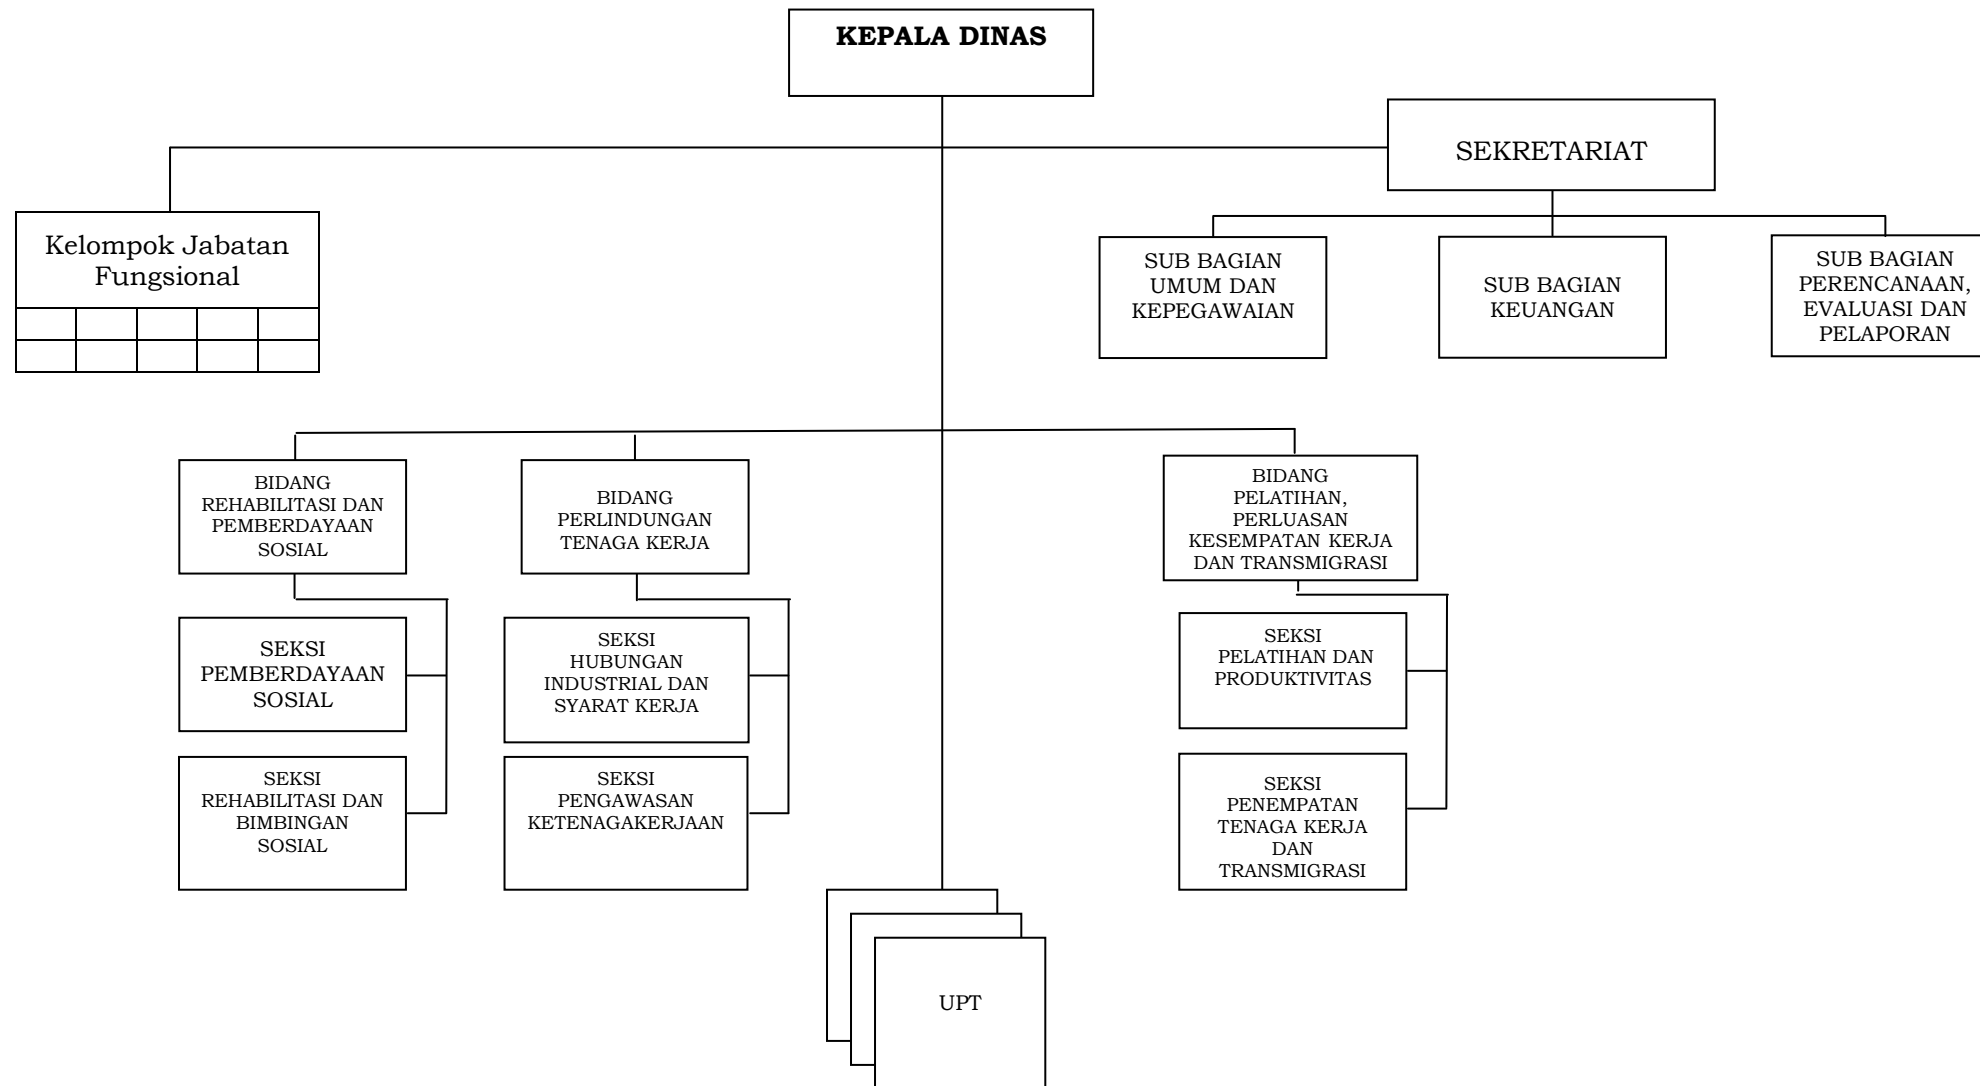 KEPALA DINAS
SEKRETARIAT
Kelompok Jabatan
Fungsional
SUB BAGIAN
UMUM DAN
KEPEGAWAIAN
SUB BAGIAN
KEUANGAN
SUB BAGIAN
PERENCANAAN,
EVALUASI DAN
PELAPORAN
BIDANG
REHABILITASI DAN
PEMBERDAYAAN
SOSIAL
BIDANG
PERLINDUNGAN
TENAGA KERJA
BIDANG
PELATIHAN,
PERLUASAN
KESEMPATAN KERJA
DAN TRANSMIGRASI
SEKSI
PEMBERDAYAAN
SOSIAL
SEKSI
HUBUNGAN
INDUSTRIAL DAN
SYARAT KERJA
SEKSI
PELATIHAN DAN
PRODUKTIVITAS
SEKSI
REHABILITASI DAN
BIMBINGAN
SOSIAL
SEKSI
PENGAWASAN
KETENAGAKERJAAN
SEKSI
PENEMPATAN
TENAGA KERJA
DAN
TRANSMIGRASI
UPT